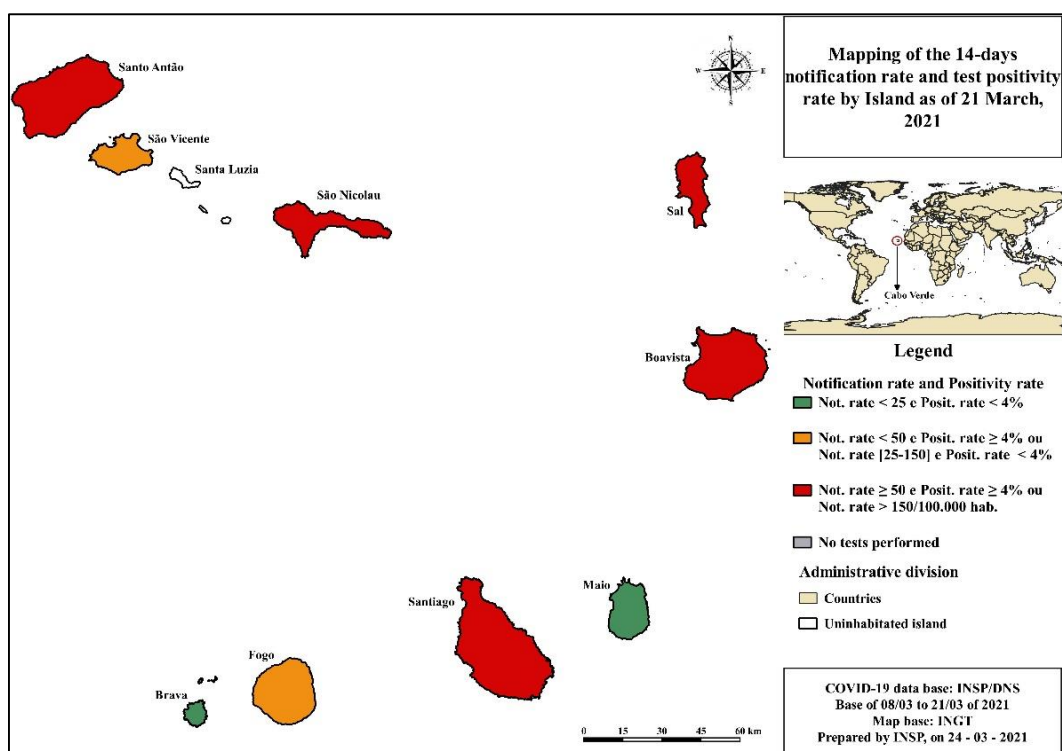 Mapping of the 14-days
notification rate and test positivity
rate by Island as of 21 March,
2021
N
W
E
S
Santo Antão
São Vicente
Santa Luzia
São Nicolau
Sal
Boavista
Maio
Santiago
Fogo
Brava
0
15
30
45
60 km
Cabo Verde
Legend
Notification rate and Positivity rate
Not. rate < 25 e Posit. rate < 4%
Not. rate < 50 e Posit. rate ≥ 4% ou
Not. rate [25-150] e Posit. rate < 4%
Not. rate ≥ 50 e Posit. rate ≥ 4% ou
Not. rate > 150/100.000 hab.
No tests performed
Administrative division
Countries
Uninhabitated island
COVID-19 data base: INSP/DNS
Base of 08/03 to 21/03 of 2021
Map base: INGT
Prepared by INSP, on 24 - 03 - 2021